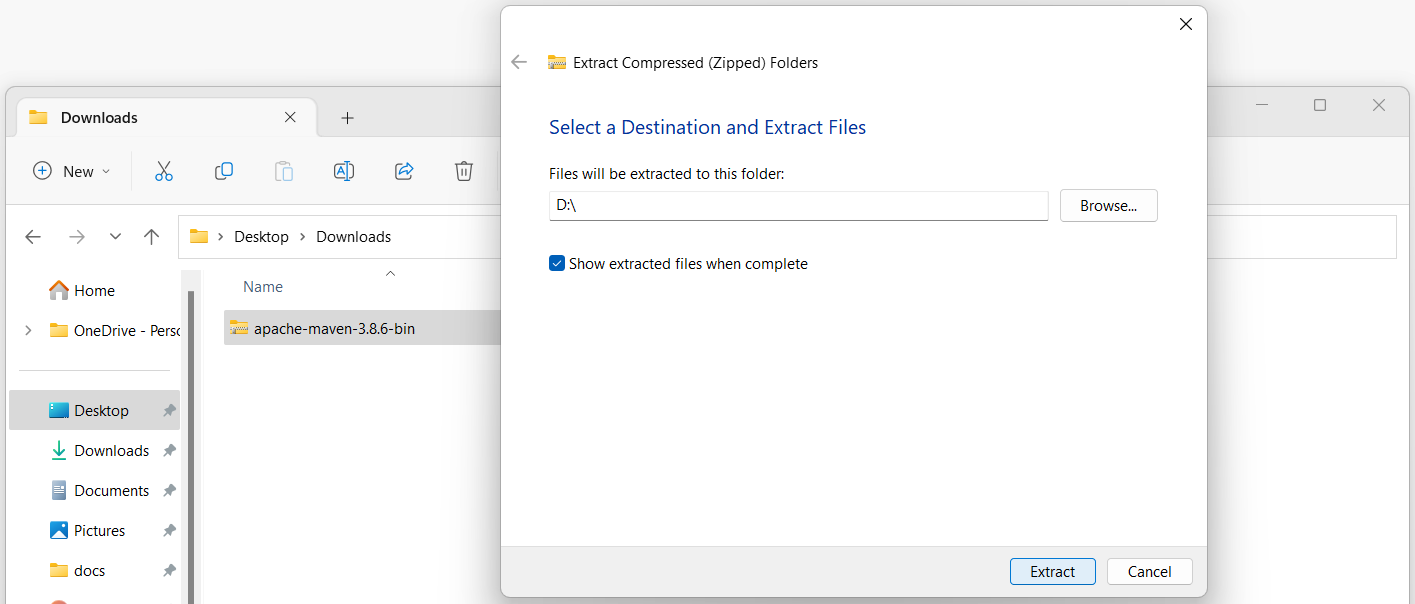 Extract Compressed (Zipped) Folders
Select a Destination and Extract Files
Files will be extracted to this folder:
D:\
Browse...
Show extracted files when complete
Extract
Cancel
Downloads
New
Desktop > Downloads
Home
OneDrive - Perso
Desktop
Downloads
Documents
Pictures
docs
Name
apache-maven-3.8.6-bin